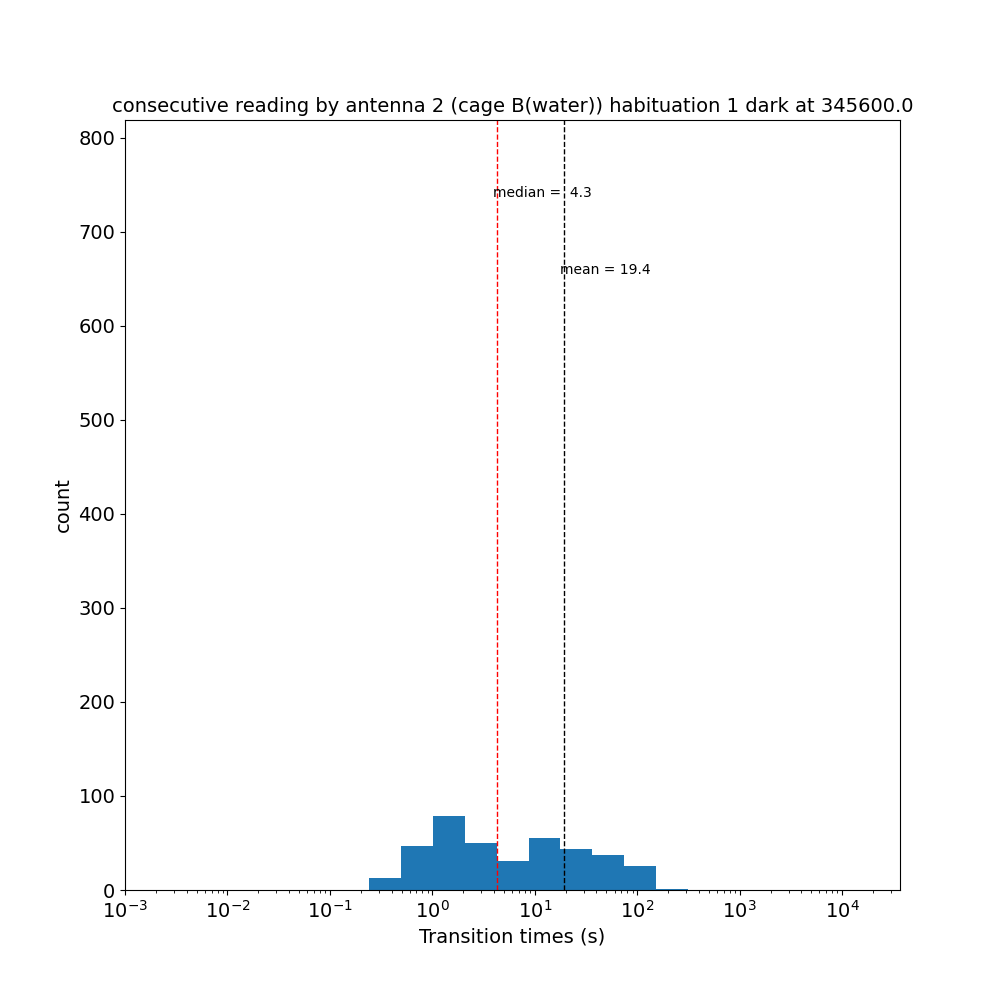 consecutive reading by antenna 2 (cage B(water)) habituation 1 dark at 345600.0
800
median =  4.3
700
mean = 19.4
600
500
400
count
300
200
100
0
10⁻³ 10⁻² 10⁻¹ 10⁰ 10¹ 10² 10³ 10⁴
Transition times (s)